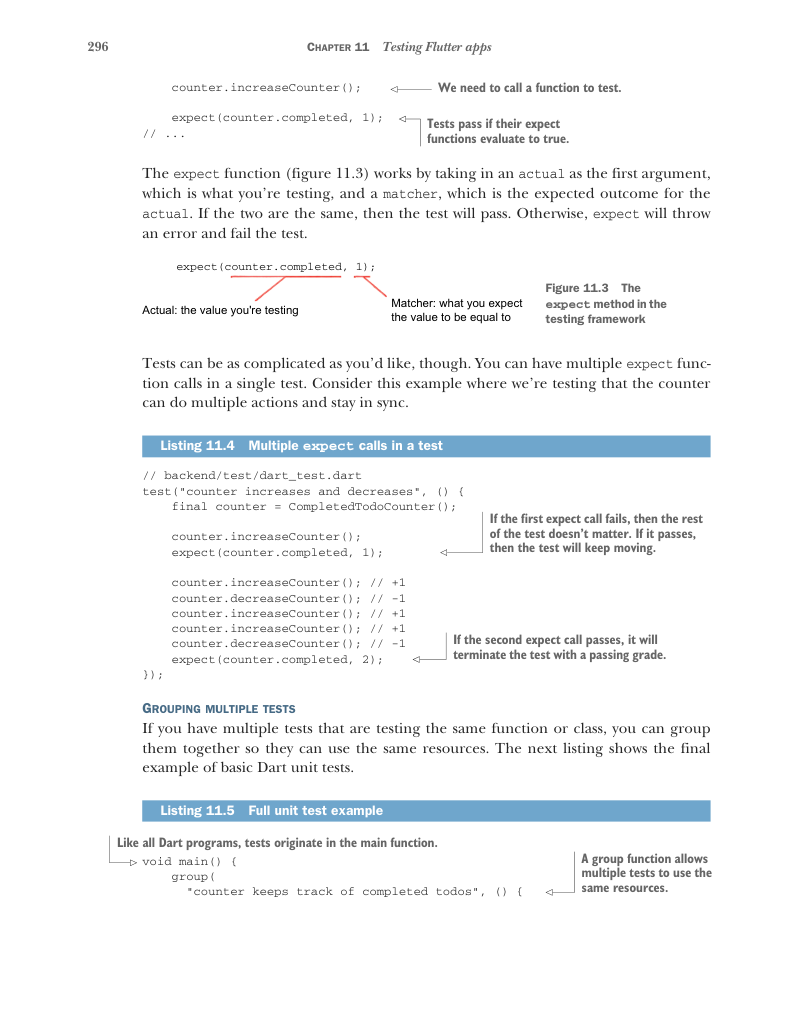 296
CHAPTER 11 Testing Flutter apps
counter.increaseCounter();
We need to call a function to test.
expect(counter.completed, 1);
Tests pass if their expect
functions evaluate to true.
// ...
The expect function (figure 11.3) works by taking in an actual as the first argument,
which is what you're testing, and a matcher, which is the expected outcome for the
actual. If the two are the same, then the test will pass. Otherwise, expect will throw
an error and fail the test.
expect(counter.completed, 1);
Actual: the value you're testing
Matcher: what you expect
the value to be equal to
Figure 11.3 The
expect method in the
testing framework
Tests can be as complicated as you'd like, though. You can have multiple expect func-
tion calls in a single test. Consider this example where we're testing that the counter
can do multiple actions and stay in sync.
Listing 11.4 Multiple expect calls in a test
// backend/test/dart_test.dart
test("counter increases and decreases", () {
final counter = CompletedTodoCounter();
counter.increaseCounter();
expect(counter.completed, 1);
If the first expect call fails, then the rest
of the test doesn't matter. If it passes,
then the test will keep moving.
counter.increaseCounter(); // +1
counter.decreaseCounter(); // -1
counter.increaseCounter(); // +1
counter.increaseCounter(); // +1
counter.decreaseCounter(); // -1
expect(counter.completed, 2);
If the second expect call passes, it will
terminate the test with a passing grade.
});
GROUPING MULTIPLE TESTS
If you have multiple tests that are testing the same function or class, you can group
them together so they can use the same resources. The next listing shows the final
example of basic Dart unit tests.
Listing 11.5 Full unit test example
Like all Dart programs, tests originate in the main function.
void main() {
group(
"counter keeps track of completed todos", () {
A group function allows
multiple tests to use the
same resources.